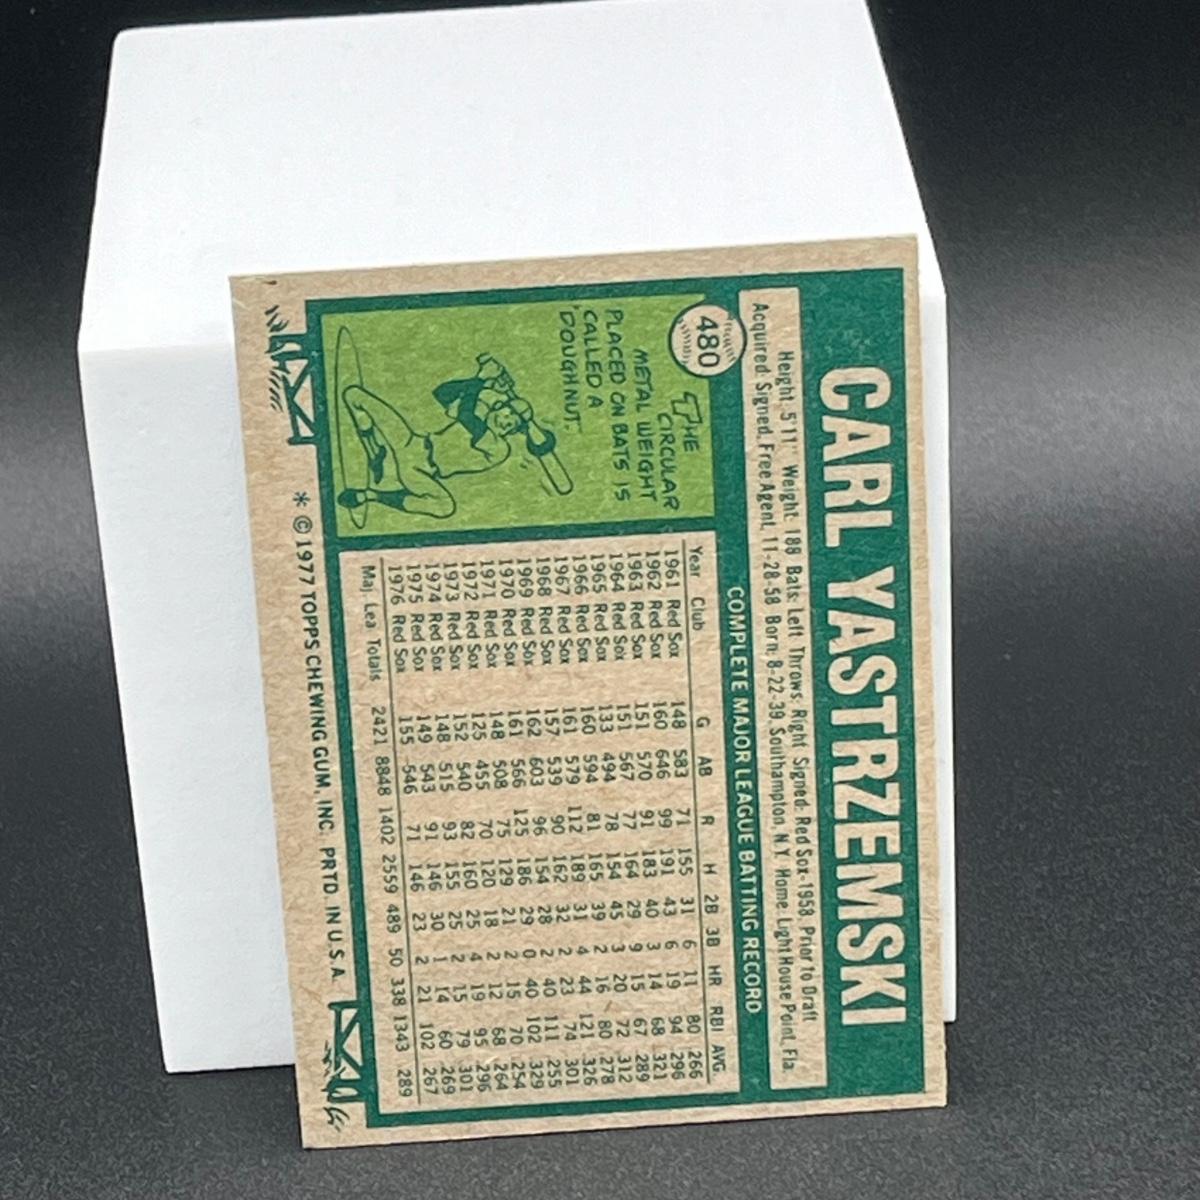 CARL YASTRZEMSKI
Height: 5'11" Weight: 188 Bats: Left Throws: Right Signed: Red Sox-1958, Prior to Draft
Acquired: Signed, Free Agent, 11-28-58 Born: 8-22-39, Southampton, N.Y. Home: Light House Point, Fla.
480
COMPLETE MAJOR LEAGUE BATTING RECORD
THE
CIRCULAR
METAL WEIGHT
PLACED ON BATS IS
CALLED A
'DOUGHNUT.'
Year Club G AB R H 2B 3B HR RBI AVG.
1961 Red Sox 148 583 71 155 31 6 11 80 .266
1962 Red Sox 160 646 99 191 43 6 19 94 .296
1963 Red Sox 151 570 91 183 40 3 14 68 .321
1964 Red Sox 151 567 77 164 29 9 15 67 .289
1965 Red Sox 133 494 78 154 45 3 20 72 .312
1966 Red Sox 160 594 81 165 39 2 16 80 .278
1967 Red Sox 161 579 112 189 31 4 44 121 .326
1968 Red Sox 157 539 90 162 32 2 23 74 .301
1969 Red Sox 162 603 96 154 28 2 40 111 .255
1970 Red Sox 161 566 125 186 29 0 40 102 .329
1971 Red Sox 148 508 75 129 21 2 15 70 .254
1972 Red Sox 125 455 70 120 18 2 12 68 .264
1973 Red Sox 152 540 82 160 25 4 19 95 .296
1974 Red Sox 148 515 93 155 25 2 15 79 .301
1975 Red Sox 149 543 91 146 30 1 14 60 .269
1976 Red Sox 155 546 71 146 23 2 21 102 .267
Maj. Lea. Totals 2421 8848 1402 2559 489 50 338 1343 .289
* © 1977 TOPPS CHEWING GUM, INC. PRTD. IN U.S.A.